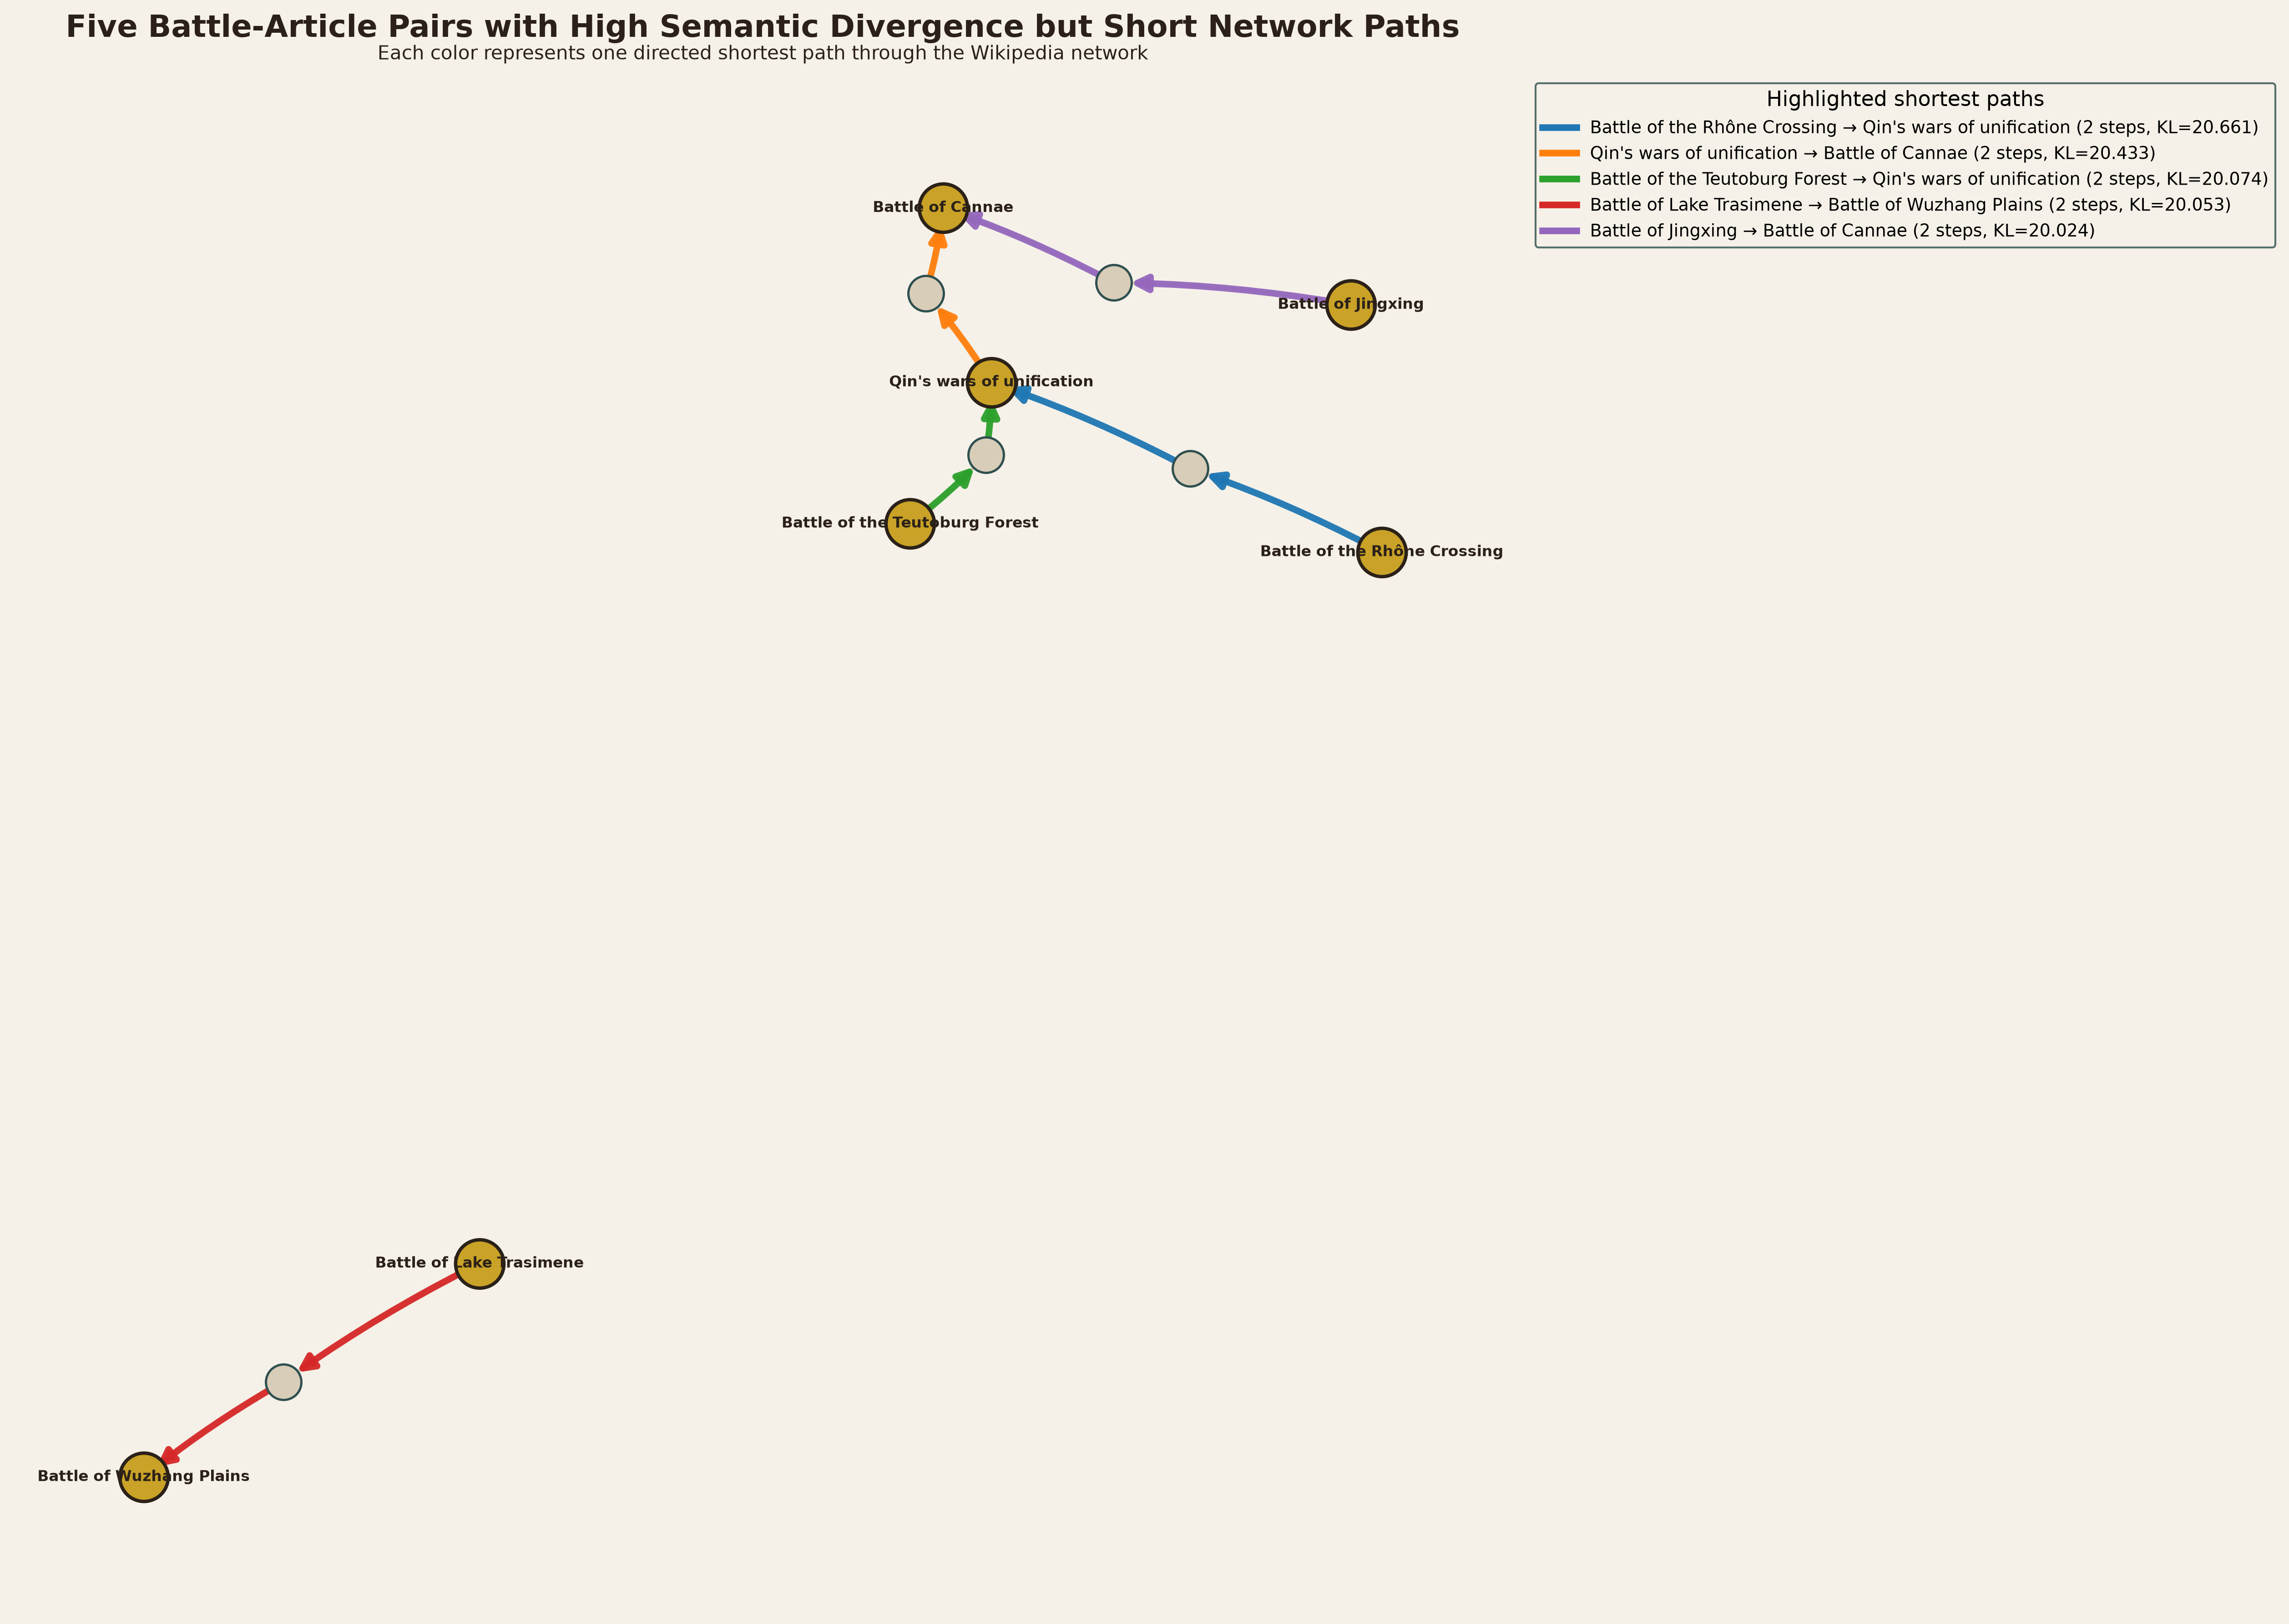 Five Battle-Article Pairs with High Semantic Divergence but Short Network Paths
Each color represents one directed shortest path through the Wikipedia network
Highlighted shortest paths
Battle of the Rhône Crossing → Qin's wars of unification (2 steps, KL=20.661)
Qin's wars of unification → Battle of Cannae (2 steps, KL=20.433)
Battle of the Teutoburg Forest → Qin's wars of unification (2 steps, KL=20.074)
Battle of Lake Trasimene → Battle of Wuzhang Plains (2 steps, KL=20.053)
Battle of Jingxing → Battle of Cannae (2 steps, KL=20.024)
Battle of Cannae
Battle of Jingxing
Qin's wars of unification
Battle of the Teutoburg Forest
Battle of the Rhône Crossing
Battle of Lake Trasimene
Battle of Wuzhang Plains